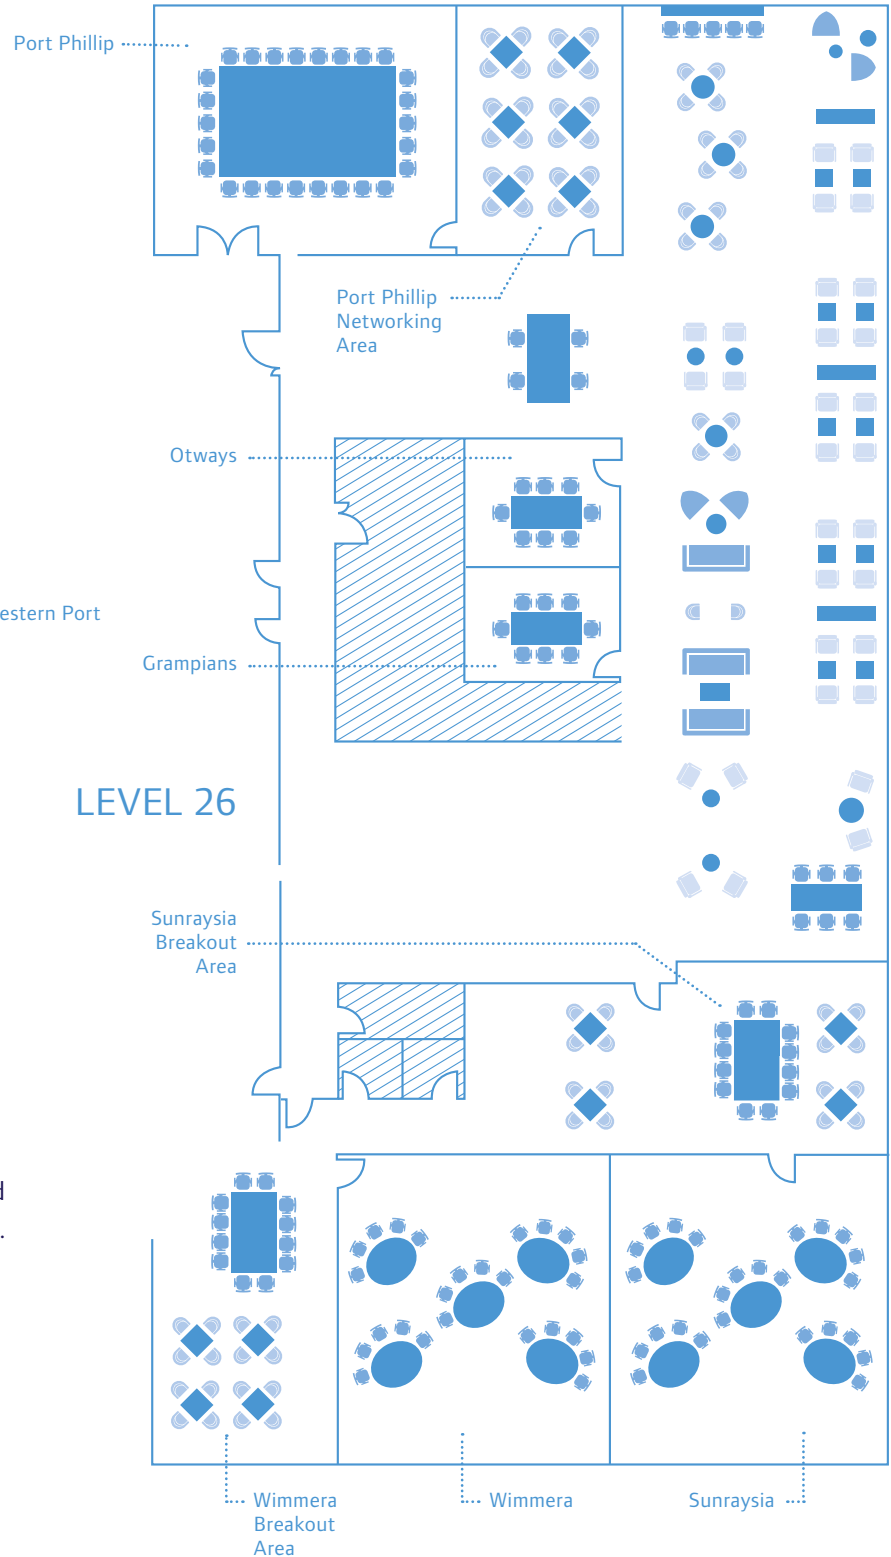 Port Phillip
Port Phillip
Networking
Area
Otways
estern Port
Grampians
LEVEL 26
Sunraysia
Breakout
Area
Wimmera
Breakout
Area
Wimmera
Sunraysia